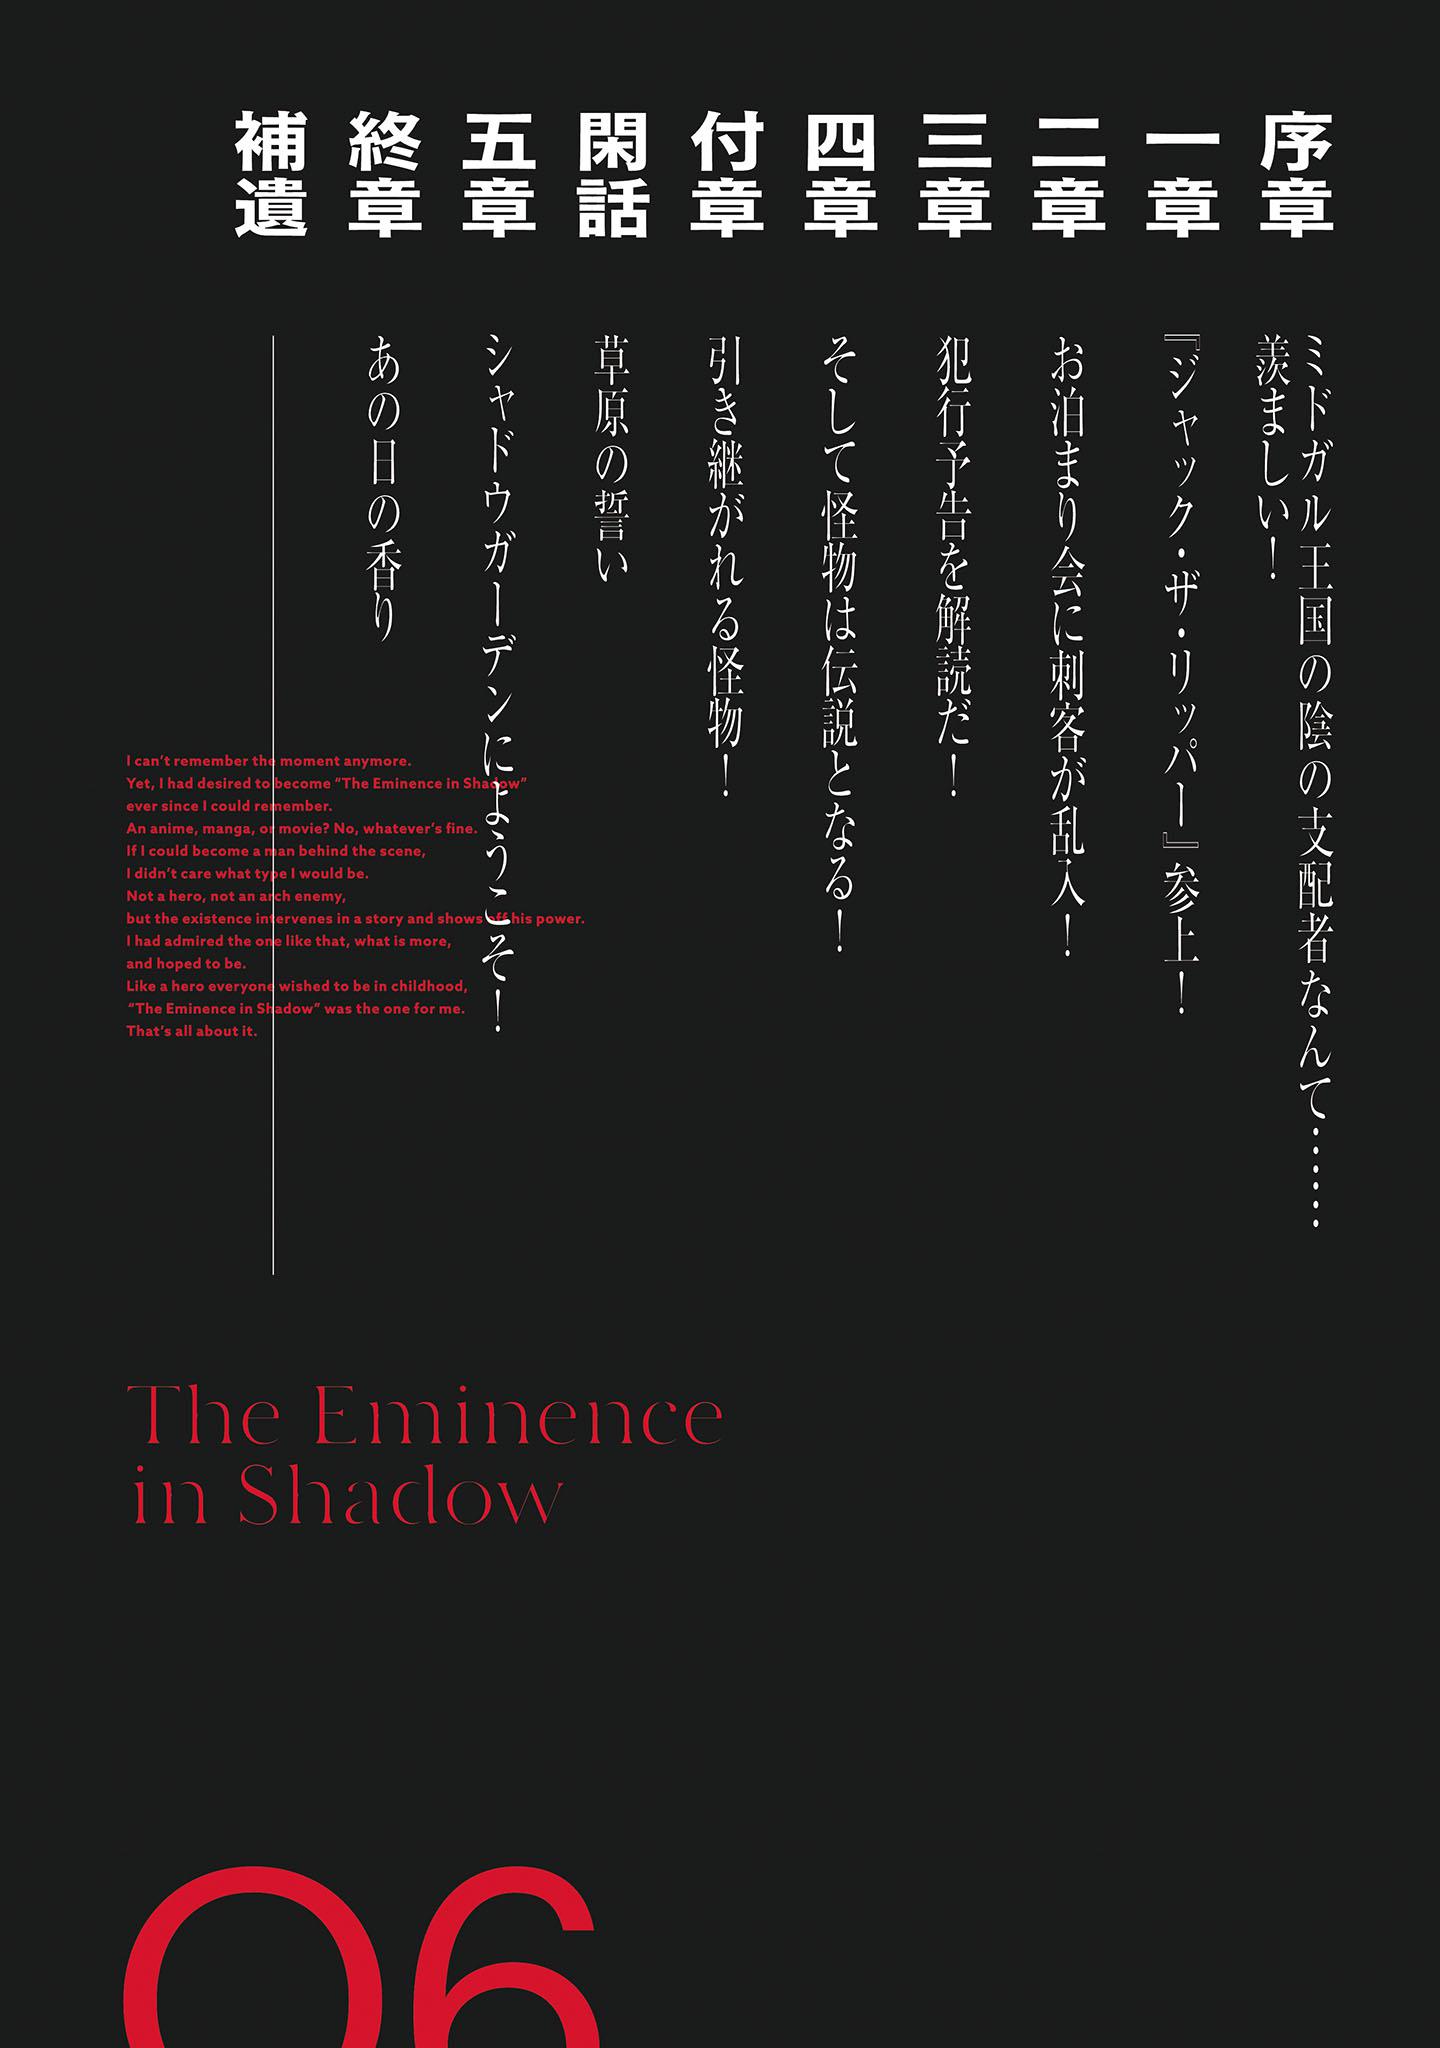 序章
ミドガル王国の陰の支配者なんて……
羨ましい！
一章
『ジャック・ザ・リッパー』参上！
二章
お泊まり会に刺客が乱入！
三章
犯行予告を解読だ！
四章
そして怪物は伝説となる！
付章
引き継がれる怪物！
閑話
草原の誓い
五章
シャドウガーデンにようこそ！
終章
あの日の香り
補遺
I can't remember the moment anymore.
Yet, I had desired to become “The Eminence in Shadow”
ever since I could remember.
An anime, manga, or movie? No, whatever's fine.
If I could become a man behind the scene,
I didn't care what type I would be.
Not a hero, not an arch enemy,
but the existence intervenes in a story and shows off his power.
I had admired the one like that, what is more,
and hoped to be.
Like a hero everyone wished to be in childhood,
“The Eminence in Shadow” was the one for me.
That's all about it.
The Eminence
in Shadow
06